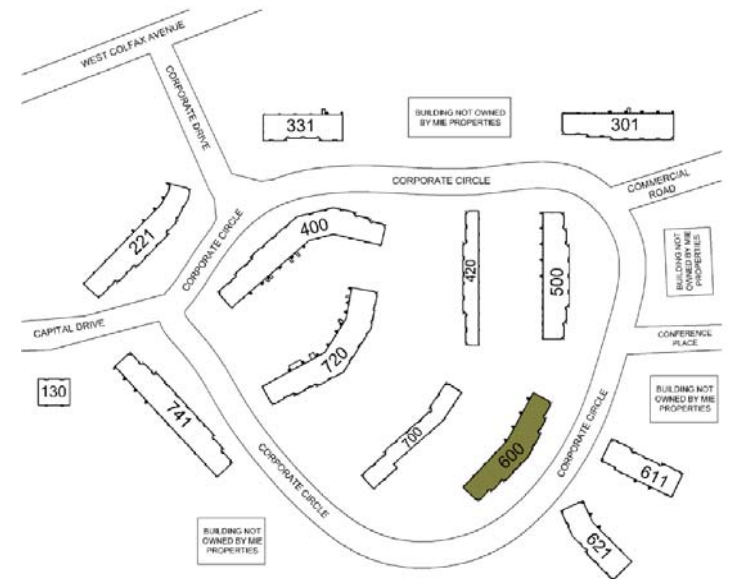 WEST COLFAX AVENUE
CORPORATE DRIVE
331
BUILDING NOT OWNED
BY MIE PROPERTIES
301
CORPORATE CIRCLE
COMMERCIAL
ROAD
221
CORPORATE CIRCLE
400
420
500
BUILDING NOT
OWNED BY MIE
PROPERTIES
CAPITAL DRIVE
CONFERENCE
PLACE
720
130
741
BUILDING NOT
OWNED BY MIE
PROPERTIES
700
600
CORPORATE CIRCLE
611
CORPORATE CIRCLE
BUILDING NOT
OWNED BY MIE
PROPERTIES
621